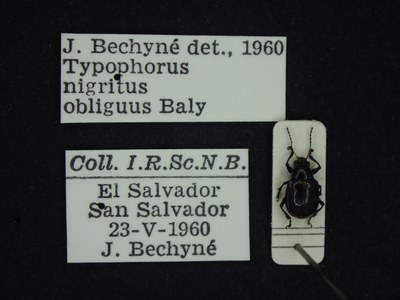 J. Bechyné det., 1960
Typophorus
nigritus
obliguus Baly
Coll. I.R.Sc.N.B.
El Salvador
San Salvador
23-V-1960
J. Bechyné